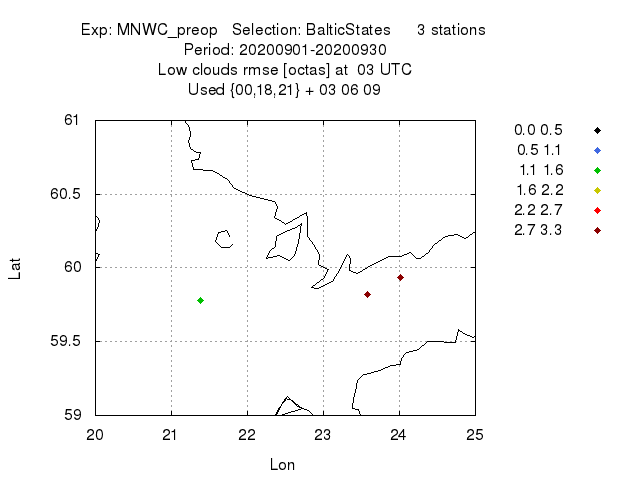 Exp: MNWC_preop   Selection: BalticStates      3 stations
Period: 20200901-20200930
Low clouds rmse [octas] at  03 UTC
Used {00,18,21} + 03 06 09
61
60.5
60
59.5
59
Lat
20 21 22 23 24 25
Lon
0.0 0.5
0.5 1.1
1.1 1.6
1.6 2.2
2.2 2.7
2.7 3.3